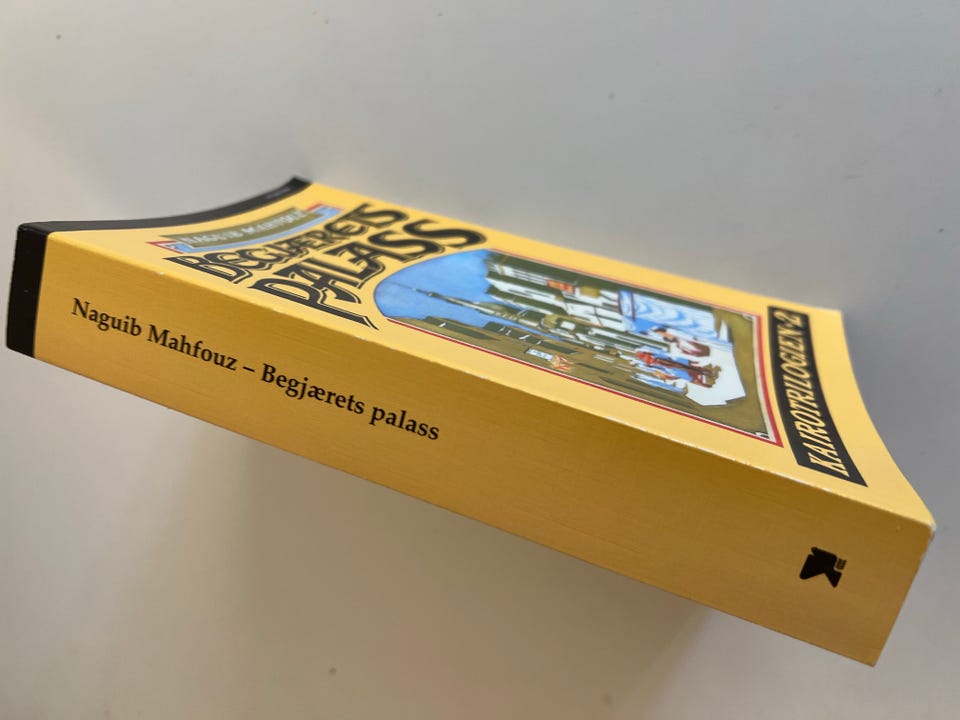 NAGUIB MAHFOUZ
BEGJÆRETS
PALASS
KAIROTRILOGIEN·2
Naguib Mahfouz – Begjærets palass